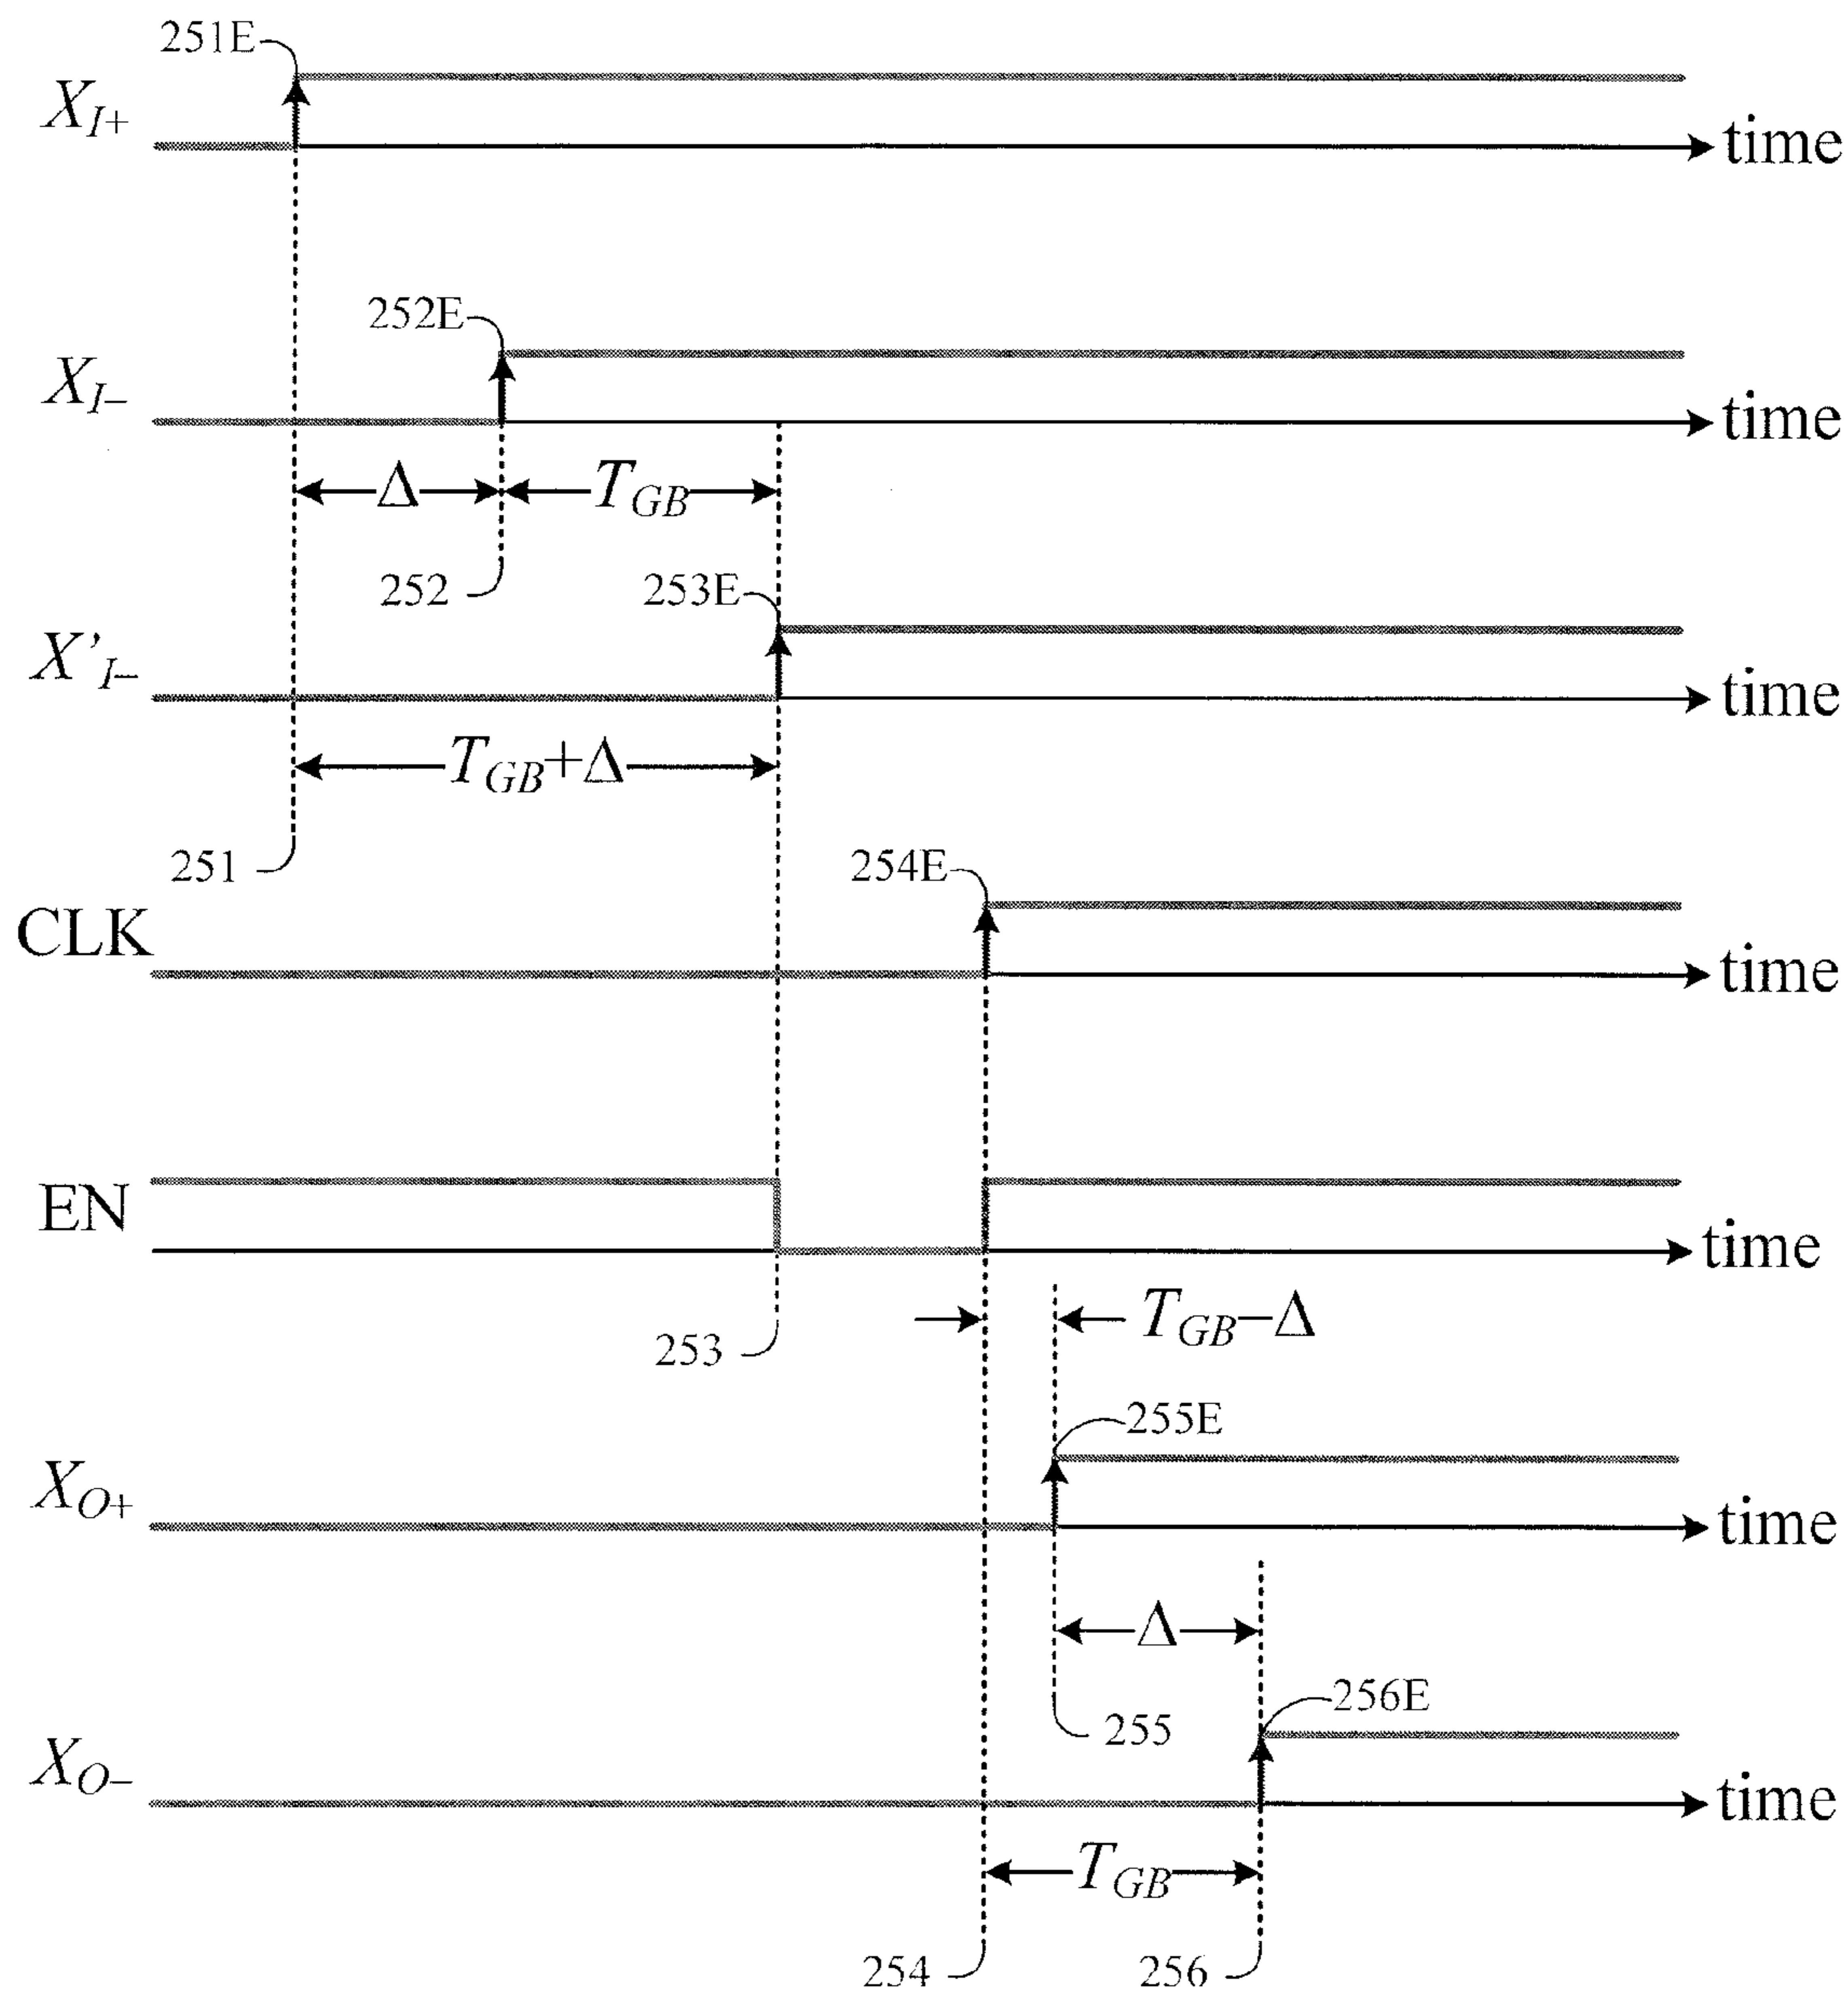 251E
X_{I+}
time
252E
X_{I–}
time
Δ
T_{GB}
252
253E
X'_{I–}
time
T_{GB}+Δ
251
254E
CLK
time
EN
time
T_{GB}–Δ
253
255E
X_{O+}
time
Δ
256E
255
X_{O–}
time
T_{GB}
254
256